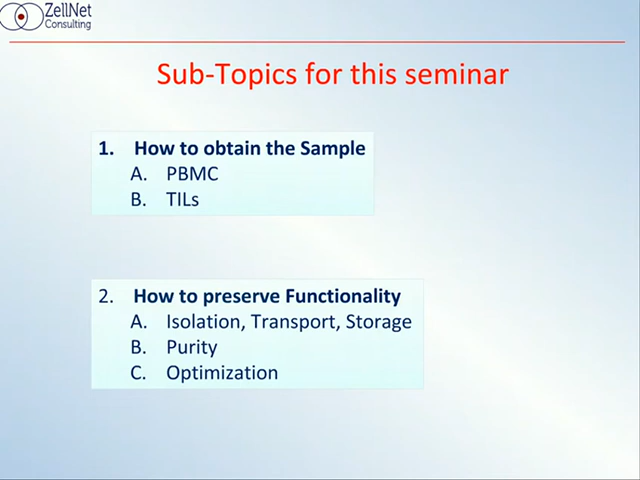 ZellNet
Consulting
Sub-Topics for this seminar
1. How to obtain the Sample
A. PBMC
B. TILs
2. How to preserve Functionality
A. Isolation, Transport, Storage
B. Purity
C. Optimization